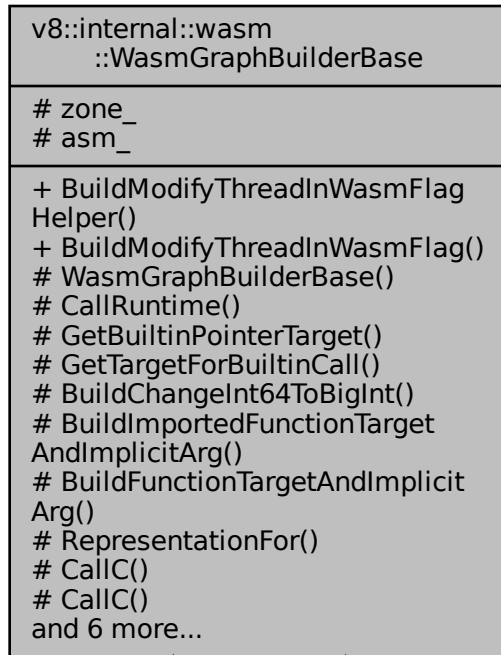 v8::internal::wasm
::WasmGraphBuilderBase
# zone_
# asm_
+ BuildModifyThreadInWasmFlag
Helper()
+ BuildModifyThreadInWasmFlag()
# WasmGraphBuilderBase()
# CallRuntime()
# GetBuiltinPointerTarget()
# GetTargetForBuiltinCall()
# BuildChangeInt64ToBigInt()
# BuildImportedFunctionTarget
AndImplicitArg()
# BuildFunctionTargetAndImplicit
Arg()
# RepresentationFor()
# CallC()
# CallC()
and 6 more...